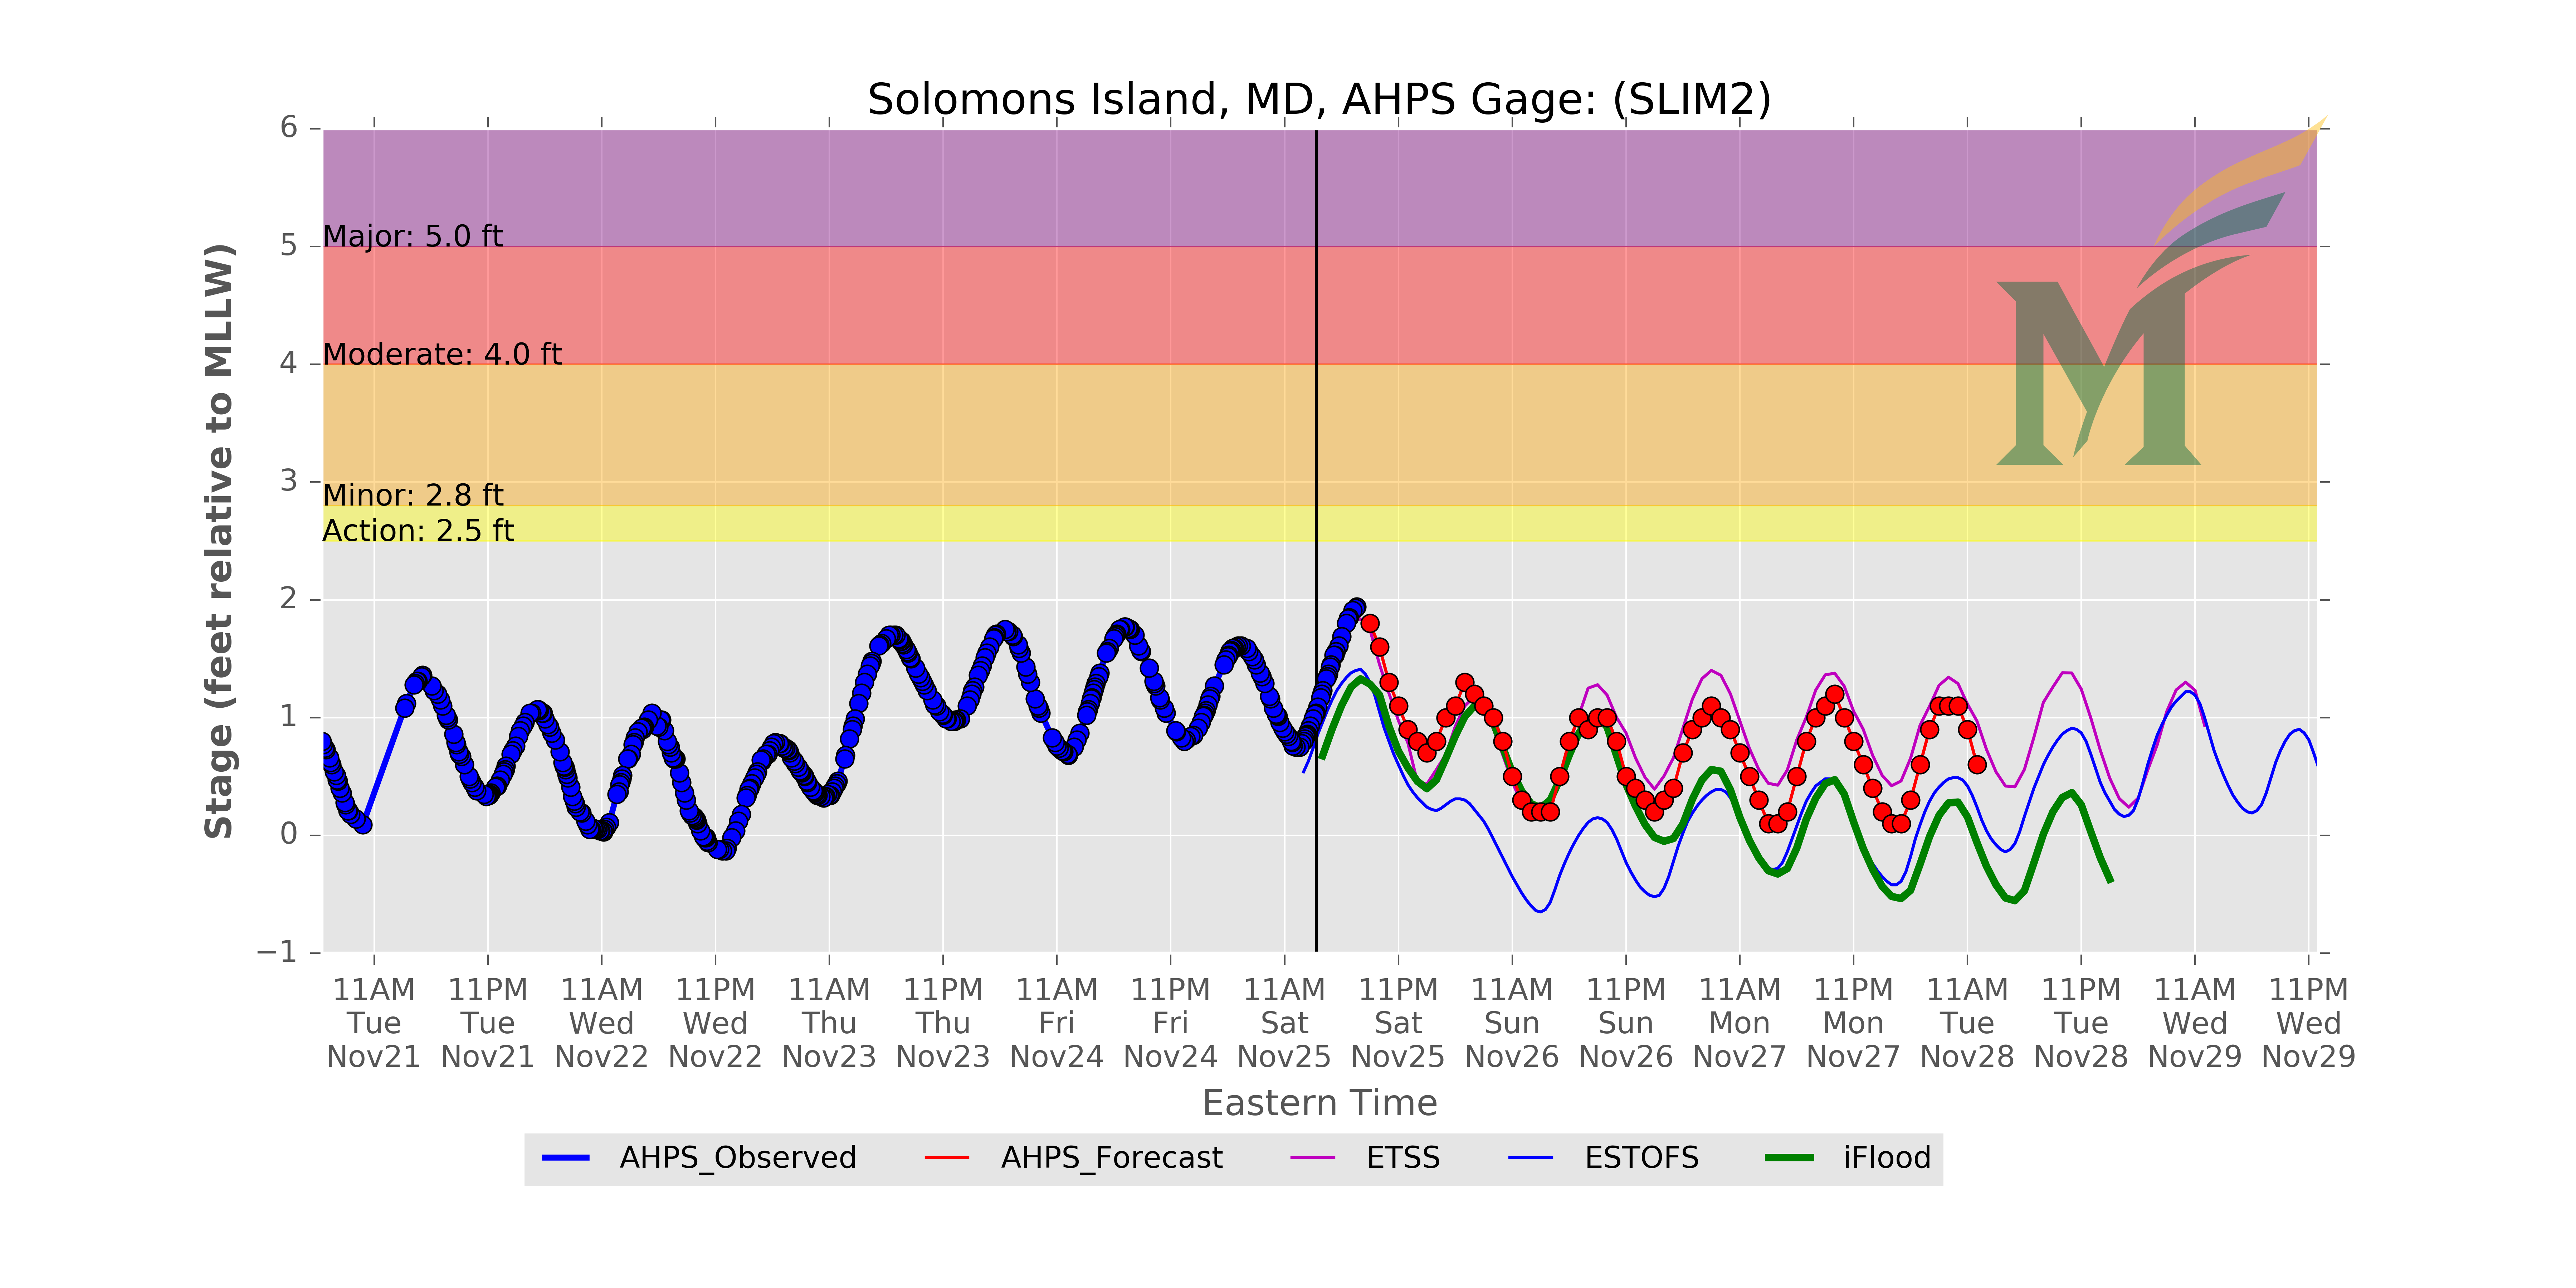 Solomons Island, MD, AHPS Gage: (SLIM2)
Stage (feet relative to MLLW)
6
5
4
3
2
1
0
−1
Major: 5.0 ft
Moderate: 4.0 ft
Minor: 2.8 ft
Action: 2.5 ft
M
11AM 11PM 11AM 11PM 11AM 11PM 11AM 11PM 11AM 11PM 11AM 11PM 11AM 11PM 11AM 11PM 11AM 11PM
Tue Tue Wed Wed Thu Thu Fri Fri Sat Sat Sun Sun Mon Mon Tue Tue Wed Wed
Nov21 Nov21 Nov22 Nov22 Nov23 Nov23 Nov24 Nov24 Nov25 Nov25 Nov26 Nov26 Nov27 Nov27 Nov28 Nov28 Nov29 Nov29
Eastern Time
AHPS_Observed AHPS_Forecast ETSS ESTOFS iFlood